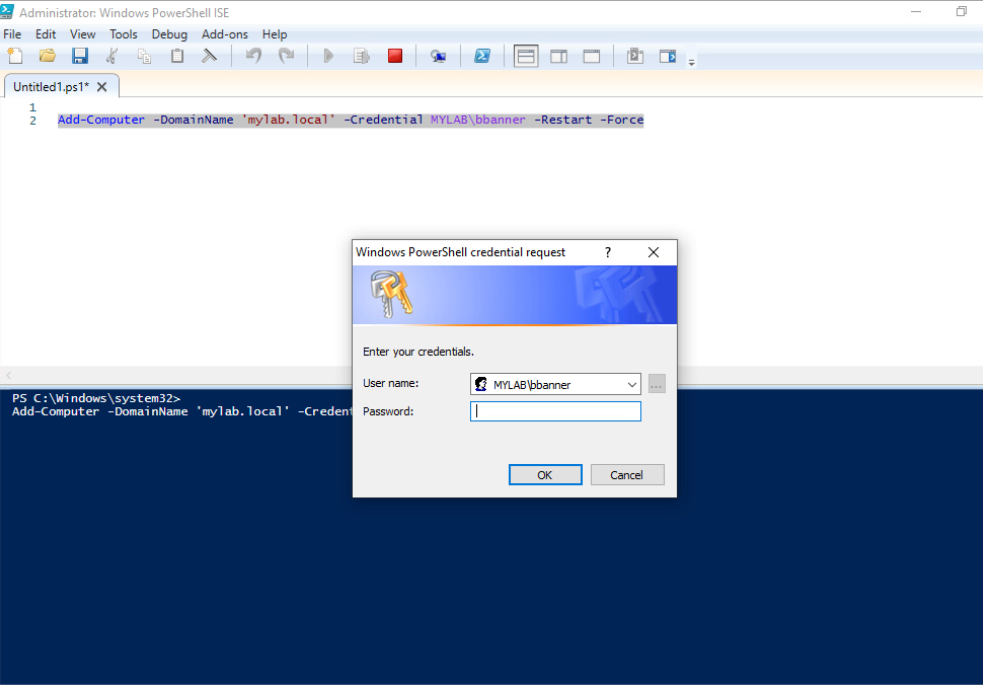 Administrator: Windows PowerShell ISE
File Edit View Tools Debug Add-ons Help
Untitled1.ps1* X
1
2 Add-Computer -DomainName 'mylab.local' -Credential MYLAB\bbanner -Restart -Force
Windows PowerShell credential request ?
Enter your credentials.
User name: MYLAB\bbanner ...
Password:
OK Cancel
PS C:\Windows\system32>
Add-Computer -DomainName 'mylab.local' -Credent